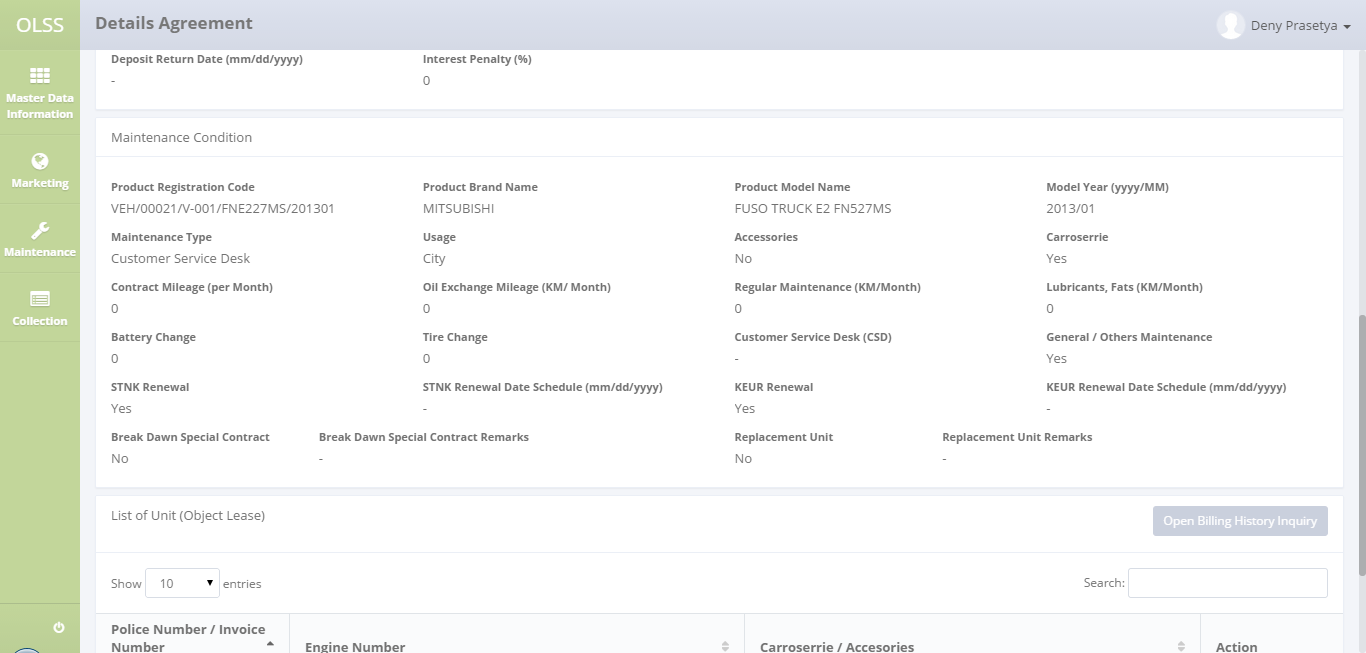 OLSS
Details Agreement
Deny Prasetya
Master Data
Information
Marketing
Maintenance
Collection
Deposit Return Date (mm/dd/yyyy) Interest Penalty (%)
- 0
Maintenance Condition
Product Registration Code Product Brand Name Product Model Name Model Year (yyyy/MM)
VEH/00021/V-001/FNE227MS/201301 MITSUBISHI FUSO TRUCK E2 FN527MS 2013/01
Maintenance Type Usage Accessories Carroserrie
Customer Service Desk City No Yes
Contract Mileage (per Month) Oil Exchange Mileage (KM/ Month) Regular Maintenance (KM/Month) Lubricants, Fats (KM/Month)
0 0 0 0
Battery Change Tire Change Customer Service Desk (CSD) General / Others Maintenance
0 0 - Yes
STNK Renewal STNK Renewal Date Schedule (mm/dd/yyyy) KEUR Renewal KEUR Renewal Date Schedule (mm/dd/yyyy)
Yes - Yes -
Break Dawn Special Contract Break Dawn Special Contract Remarks Replacement Unit Replacement Unit Remarks
No - No -
List of Unit (Object Lease) Open Billing History Inquiry
Show 10 entries Search:
Police Number / Invoice
Number Engine Number Carroserrie / Accesories Action